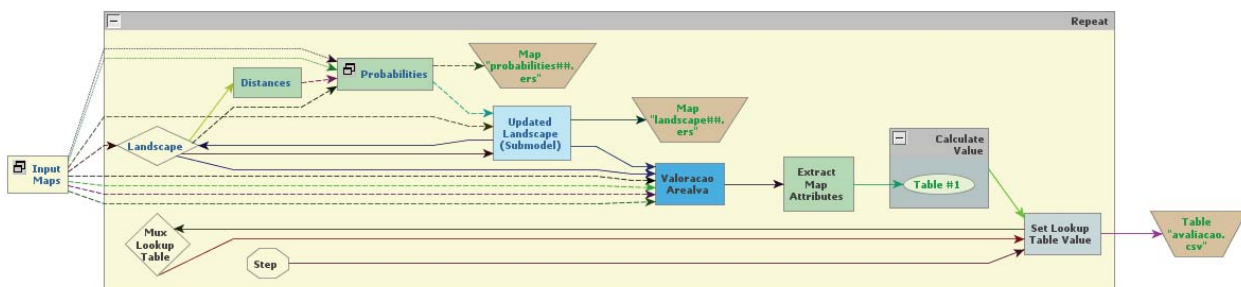 Repeat
Map
"probabilities##.
ers"
Probabilities
Distances
Map
"landscape##.
ers"
Updated
Landscape
(Submodel)
Landscape
Calculate
Value
Input
Maps
Valoracao
Arealva
Extract
Map
Attributes
Table #1
Mux
Lookup
Table
Step
Set Lookup
Table Value
Table
"avaliacao.
csv"